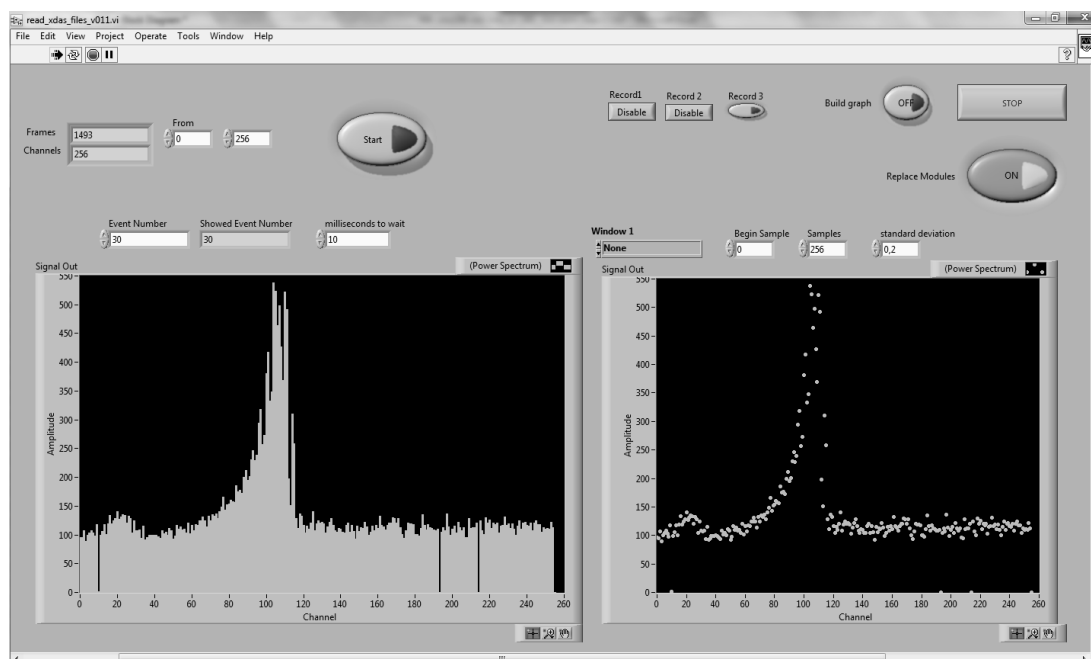 read_xdas_files_v011.vi
File Edit View Project Operate Tools Window Help
Record1 Record 2 Record 3
Disable Disable
Build graph OFF STOP
Frames 1493
Channels 256
From
0 256
Start
Replace Modules ON
Event Number Showed Event Number milliseconds to wait
30 30 10
Window 1 Begin Sample Samples standard deviation
None 0 256 0,2
Signal Out (Power Spectrum)
550
500
450
400
350
300
250
200
150
100
50
0
Amplitude
0 20 40 60 80 100 120 140 160 180 200 220 240 260
Channel
Signal Out (Power Spectrum)
550
500
450
400
350
300
250
200
150
100
50
0
Amplitude
0 20 40 60 80 100 120 140 160 180 200 220 240 260
Channel